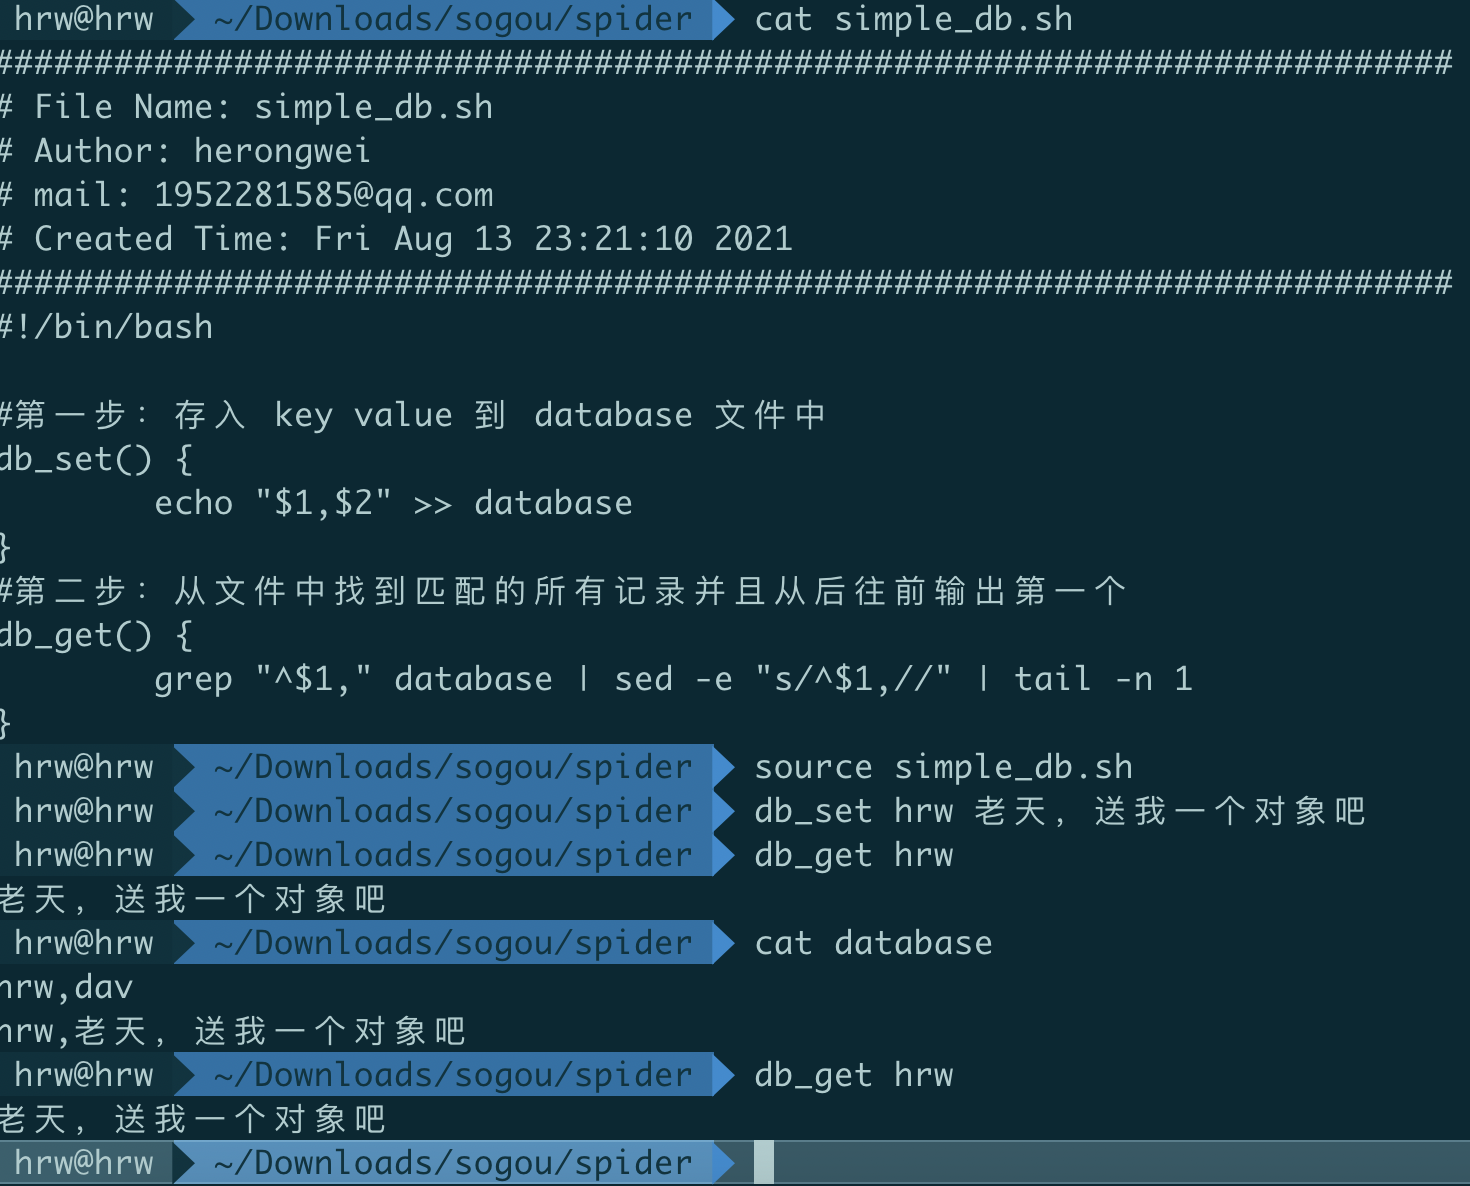 hrw@hrw ~/Downloads/sogou/spider cat simple_db.sh
#########################################################################
# File Name: simple_db.sh
# Author: herongwei
# mail: 1952281585@qq.com
# Created Time: Fri Aug 13 23:21:10 2021
#########################################################################
#!/bin/bash
#第一步：存入 key value 到 database 文件中
db_set() {
echo "$1,$2" >> database
}
#第二步：从文件中找到匹配的所有记录并且从后往前输出第一个
db_get() {
grep "^$1," database | sed -e "s/^$1,//" | tail -n 1
}
hrw@hrw ~/Downloads/sogou/spider source simple_db.sh
hrw@hrw ~/Downloads/sogou/spider db_set hrw 老天，送我一个对象吧
hrw@hrw ~/Downloads/sogou/spider db_get hrw
老天，送我一个对象吧
hrw@hrw ~/Downloads/sogou/spider cat database
hrw,dav
hrw,老天，送我一个对象吧
hrw@hrw ~/Downloads/sogou/spider db_get hrw
老天，送我一个对象吧
hrw@hrw ~/Downloads/sogou/spider